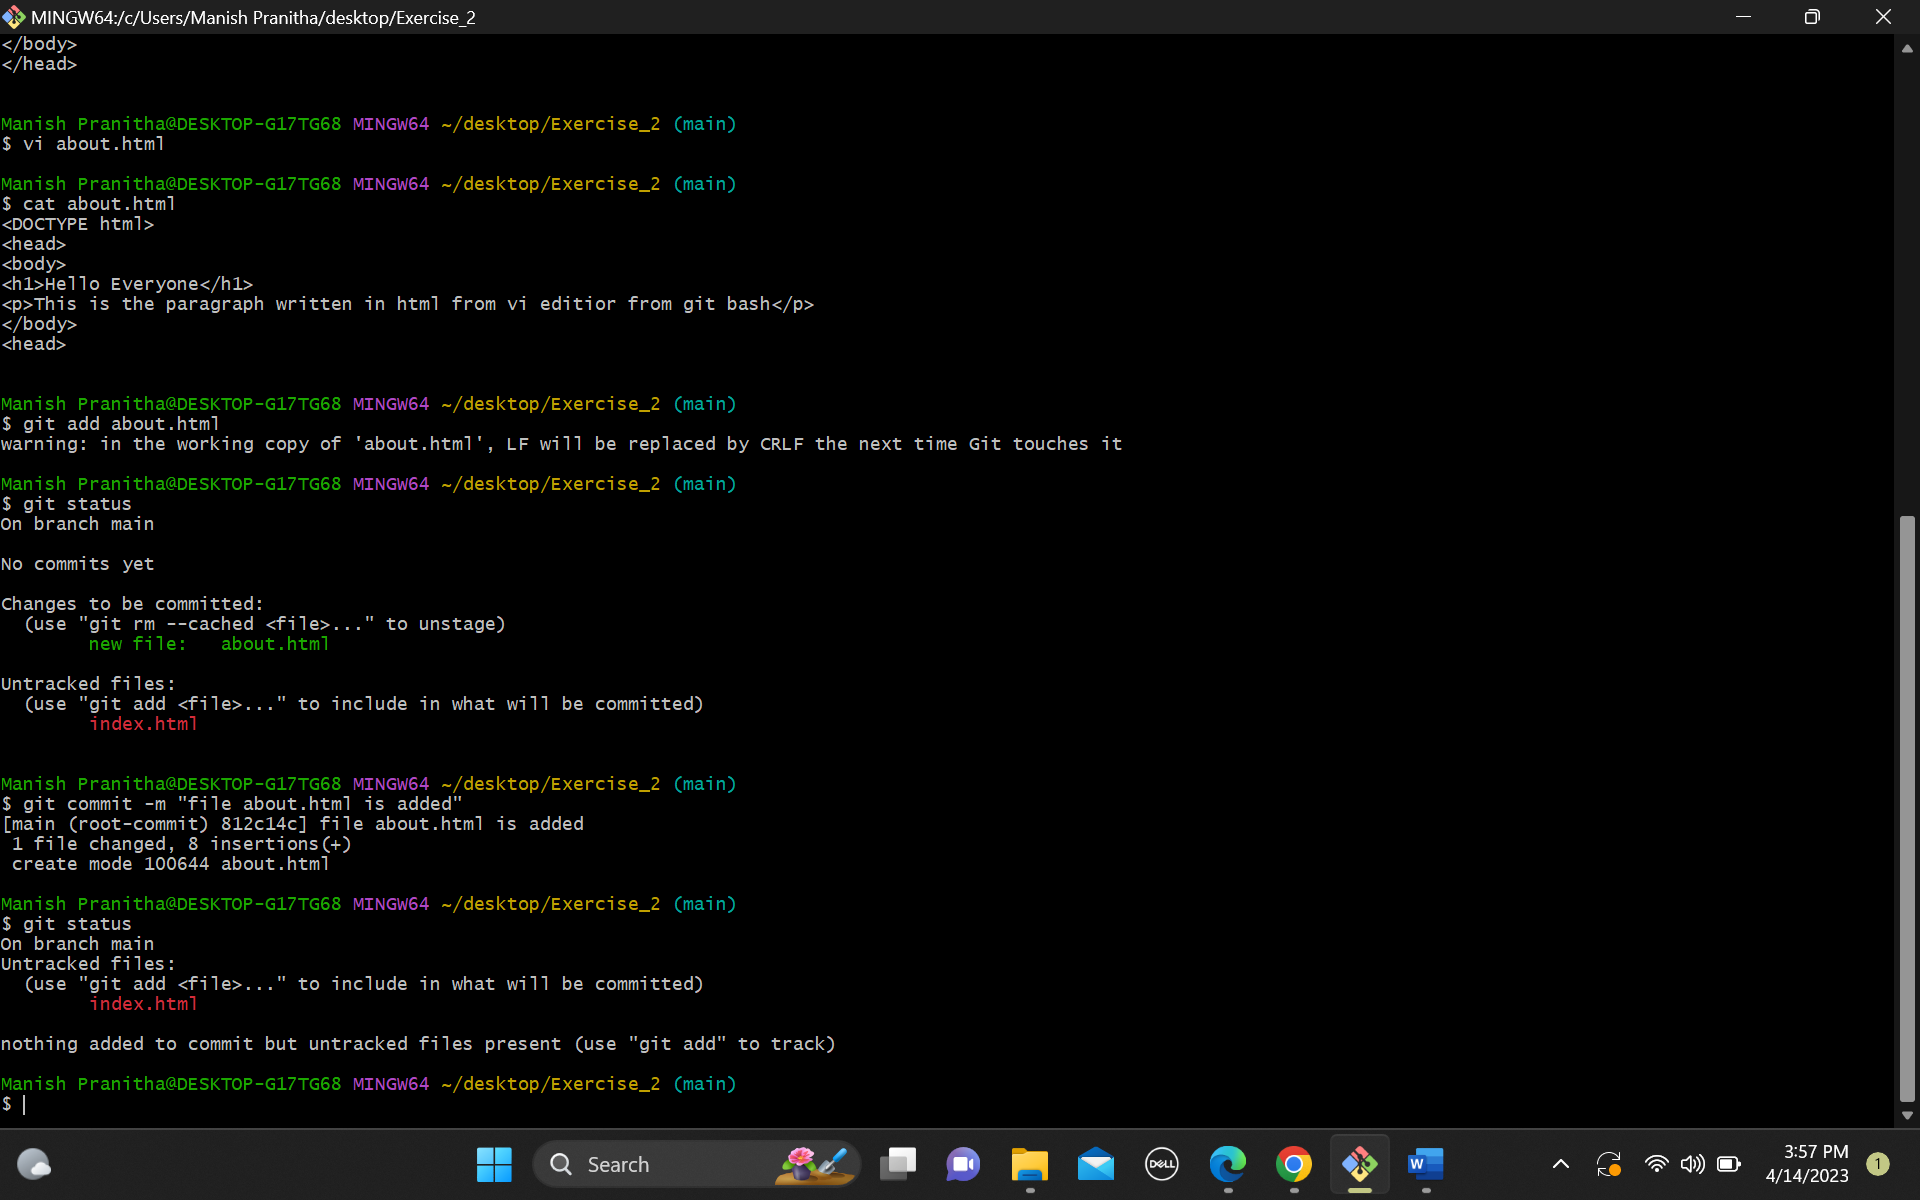 MINGW64:/c/Users/Manish Pranitha/desktop/Exercise_2
</body>
</head>
Manish Pranitha@DESKTOP-G17TG68 MINGW64 ~/desktop/Exercise_2 (main)
$ vi about.html
Manish Pranitha@DESKTOP-G17TG68 MINGW64 ~/desktop/Exercise_2 (main)
$ cat about.html
<DOCTYPE html>
<head>
<body>
<h1>Hello Everyone</h1>
<p>This is the paragraph written in html from vi editior from git bash</p>
</body>
<head>
Manish Pranitha@DESKTOP-G17TG68 MINGW64 ~/desktop/Exercise_2 (main)
$ git add about.html
warning: in the working copy of 'about.html', LF will be replaced by CRLF the next time Git touches it
Manish Pranitha@DESKTOP-G17TG68 MINGW64 ~/desktop/Exercise_2 (main)
$ git status
On branch main
No commits yet
Changes to be committed:
  (use "git rm --cached <file>..." to unstage)
        new file:   about.html
Untracked files:
  (use "git add <file>..." to include in what will be committed)
        index.html
Manish Pranitha@DESKTOP-G17TG68 MINGW64 ~/desktop/Exercise_2 (main)
$ git commit -m "file about.html is added"
[main (root-commit) 812c14c] file about.html is added
 1 file changed, 8 insertions(+)
 create mode 100644 about.html
Manish Pranitha@DESKTOP-G17TG68 MINGW64 ~/desktop/Exercise_2 (main)
$ git status
On branch main
Untracked files:
  (use "git add <file>..." to include in what will be committed)
        index.html
nothing added to commit but untracked files present (use "git add" to track)
Manish Pranitha@DESKTOP-G17TG68 MINGW64 ~/desktop/Exercise_2 (main)
$
Search
DELL
W
3:57 PM
4/14/2023
1